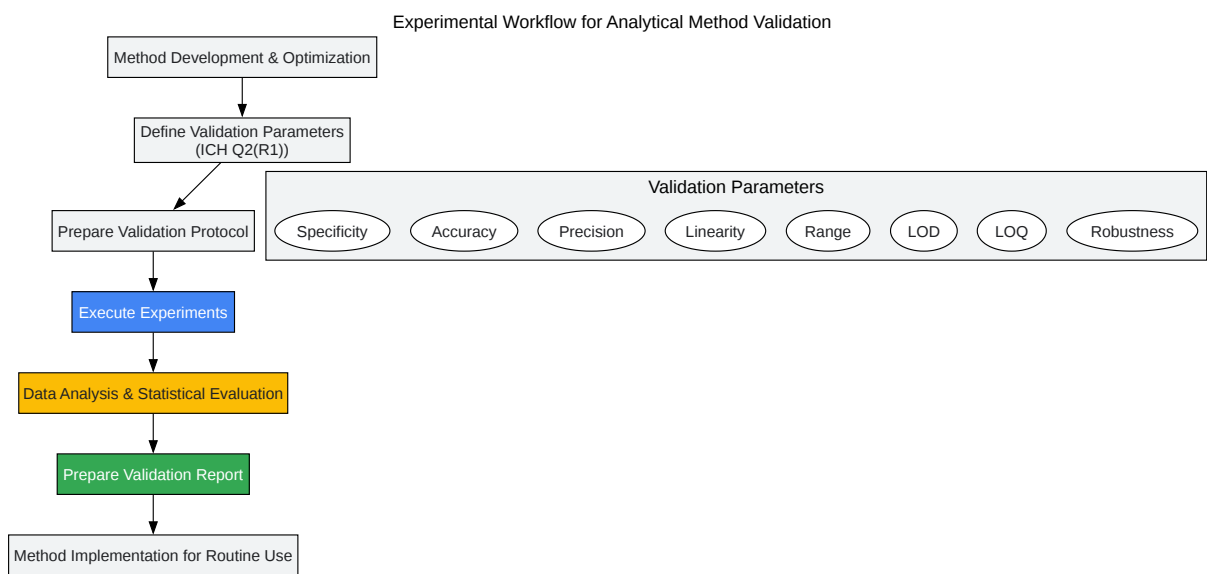 Experimental Workflow for Analytical Method Validation
Method Development & Optimization
Define Validation Parameters
(ICH Q2(R1))
Validation Parameters
Prepare Validation Protocol
Specificity
Accuracy
Precision
Linearity
Range
LOD
LOQ
Robustness
Execute Experiments
Data Analysis & Statistical Evaluation
Prepare Validation Report
Method Implementation for Routine Use